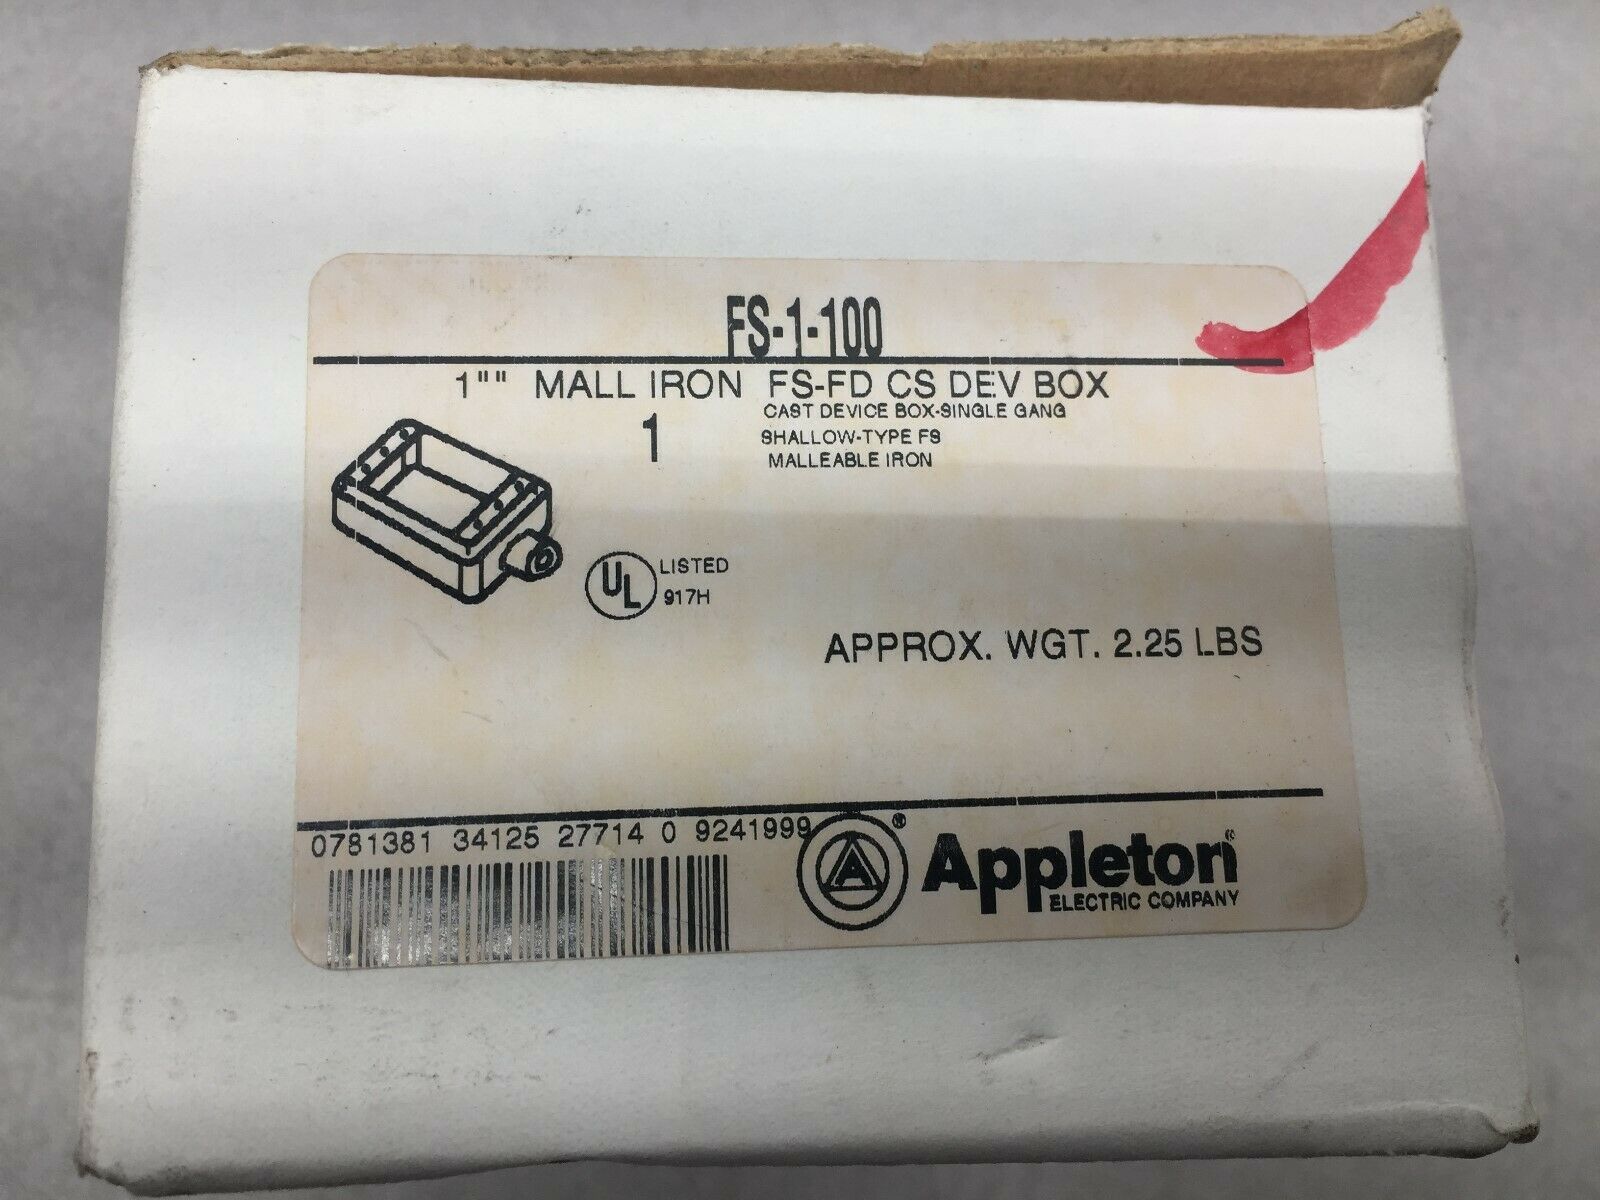 FS-1-100
1"" MALL IRON FS-FD CS DEV BOX
1
CAST DEVICE BOX-SINGLE GANG
SHALLOW-TYPE FS
MALLEABLE IRON
UL LISTED
917H
APPROX. WGT. 2.25 LBS
0781381 34125 27714 0 9241999
A ® Appleton ®
ELECTRIC COMPANY